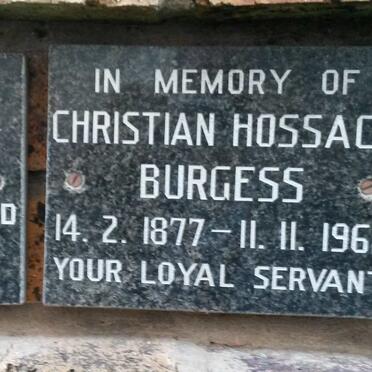 IN MEMORY OF
CHRISTIAN HOSSAC
BURGESS
14. 2. 1877 – 11. 11. 196
YOUR LOYAL SERVANT
D